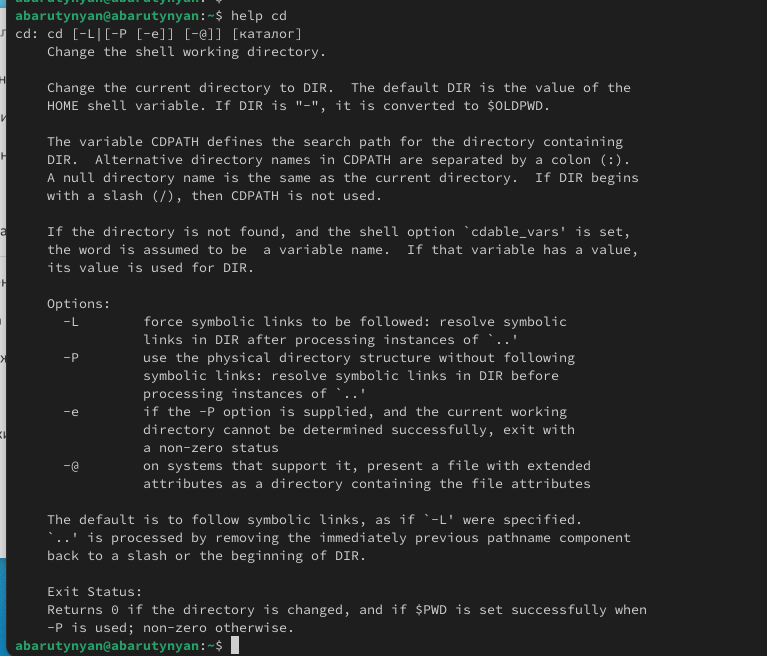 abarutynyan@abarutynyan:~$ help cd
cd: cd [-L|[-P [-e]] [-@]] [каталог]
    Change the shell working directory.

    Change the current directory to DIR.  The default DIR is the value of the
    HOME shell variable. If DIR is "-", it is converted to $OLDPWD.

    The variable CDPATH defines the search path for the directory containing
    DIR.  Alternative directory names in CDPATH are separated by a colon (:).
    A null directory name is the same as the current directory.  If DIR begins
    with a slash (/), then CDPATH is not used.

    If the directory is not found, and the shell option `cdable_vars' is set,
    the word is assumed to be  a variable name.  If that variable has a value,
    its value is used for DIR.

    Options:
      -L        force symbolic links to be followed: resolve symbolic
                links in DIR after processing instances of `..'
      -P        use the physical directory structure without following
                symbolic links: resolve symbolic links in DIR before
                processing instances of `..'
      -e        if the -P option is supplied, and the current working
                directory cannot be determined successfully, exit with
                a non-zero status
      -@        on systems that support it, present a file with extended
                attributes as a directory containing the file attributes

    The default is to follow symbolic links, as if `-L' were specified.
    `..' is processed by removing the immediately previous pathname component
    back to a slash or the beginning of DIR.

    Exit Status:
    Returns 0 if the directory is changed, and if $PWD is set successfully when
    -P is used; non-zero otherwise.
abarutynyan@abarutynyan:~$